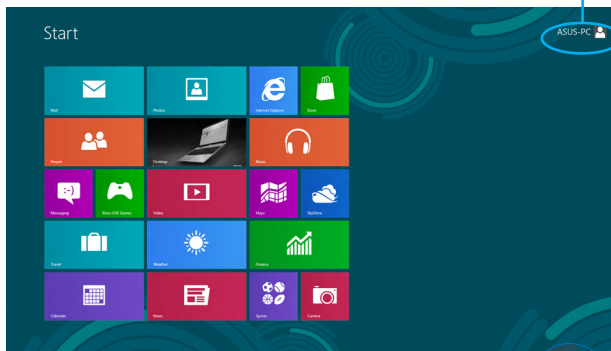 Start
ASUS-PC
Mail
Photos
Internet Explorer
Store
People
Desktop
Music
Messaging
Xbox LIVE Games
Video
Maps
SkyDrive
Travel
Weather
Finance
Calendar
News
Sports
Camera